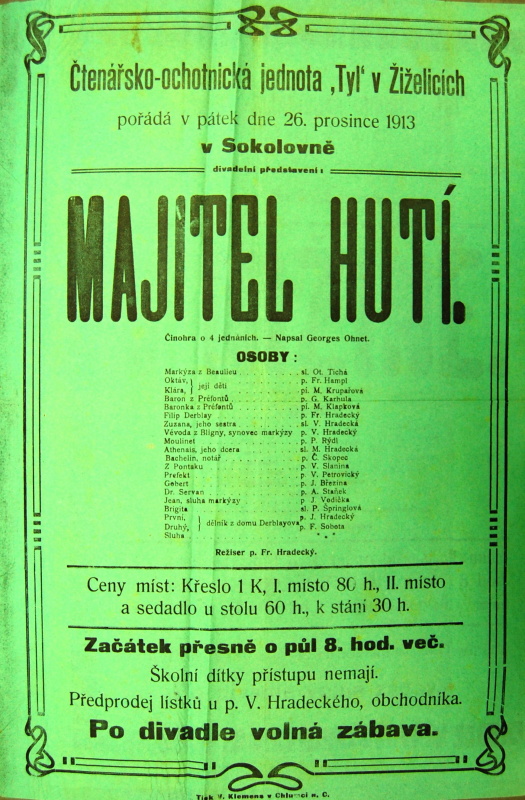 Čtenářsko-ochotnická jednota ‚Tyl‘ v Žiželicích
pořádá v pátek dne 26. prosince 1913
v Sokolovně
divadelní představení:
MAJITEL HUTÍ.
Činohra o 4 jednáních. — Napsal Georges Ohnet.
OSOBY:
Markýza z Beaulieu . . . sl. Ot. Tichá
Oktáv, } její děti . . . p. Fr. Hampl
Klára, } . . . pí. M. Krupařová
Baron z Préfontů . . . p. G. Karhula
Baronka z Préfontů . . . pí. M. Klapková
Filip Derblay . . . p. Fr. Hradecký
Zuzana, jeho sestra . . . sl. V. Hradecká
Vévoda z Bligny, synovec markýzy p. V. Hradecký
Moulinet . . . p. P. Rýdl
Athenais, jeho dcera . . . sl. M. Hradecká
Bachelin, notář . . . p. Č. Skopec
Z Pontaku . . . p. V. Slanina
Prefekt . . . p. V. Petrovický
Gobert . . . p. J. Březina
Dr. Servan . . . p. A. Staňek
Jean, sluha markýzy . . . p J. Vodička
Brigita . . . sl. P. Špringlová
První, } dělník z domu Derblayova p. J. Hradecký
Druhý, } p. F. Sobota
Sluha . . . * * *
Režiser p. Fr. Hradecký.
Ceny míst: Křeslo 1 K, I. místo 80 h., II. místo
a sedadlo u stolu 60 h., k stání 30 h.
Začátek přesně o půl 8. hod. več.
Školní dítky přístupu nemají.
Předprodej lístků u p. V. Hradeckého, obchodníka.
Po divadle volná zábava.
Tisk V. Klemens v Chlumci n. C.